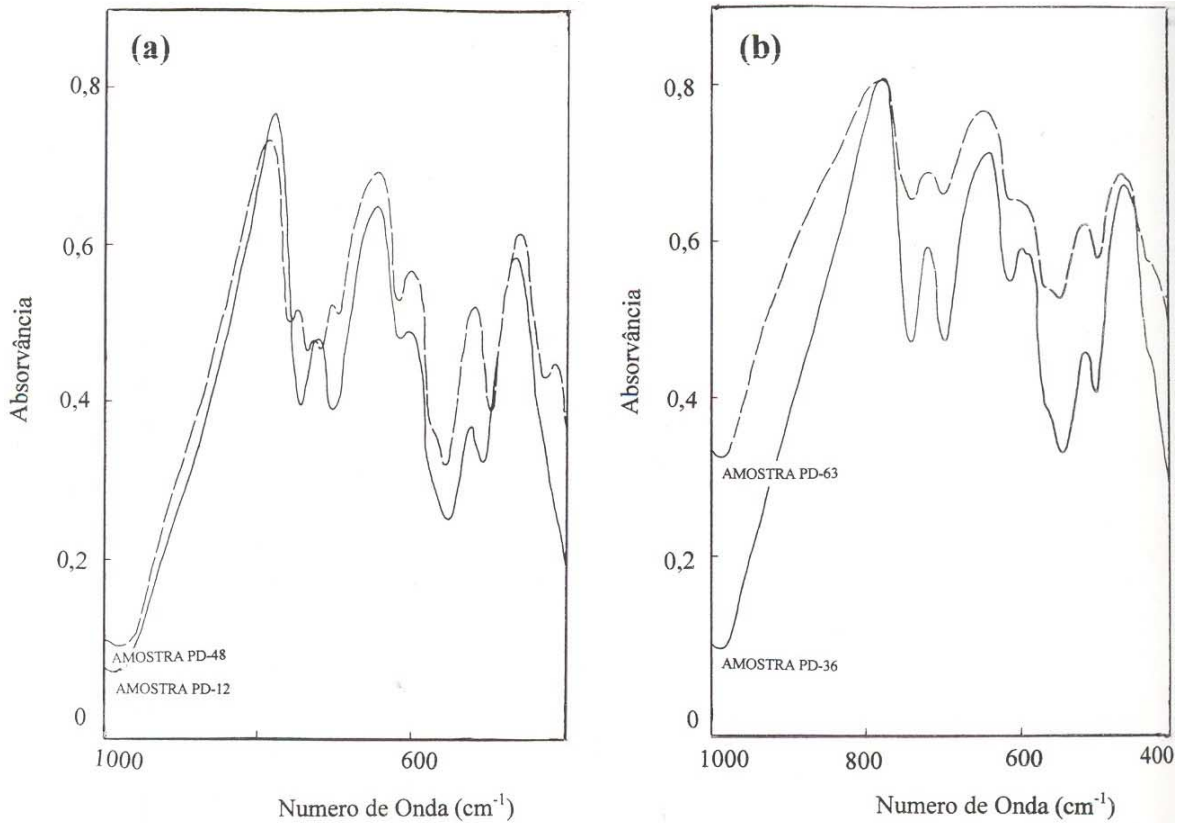 (a)
0,8
0,6
0,4
0,2
0
Absorvância
AMOSTRA PD-48
AMOSTRA PD-12
1000
600
Numero de Onda (cm⁻¹)
(b)
0,8
0,6
0,4
0,2
0
Absorvância
AMOSTRA PD-63
AMOSTRA PD-36
1000
800
600
400
Numero de Onda (cm⁻¹)